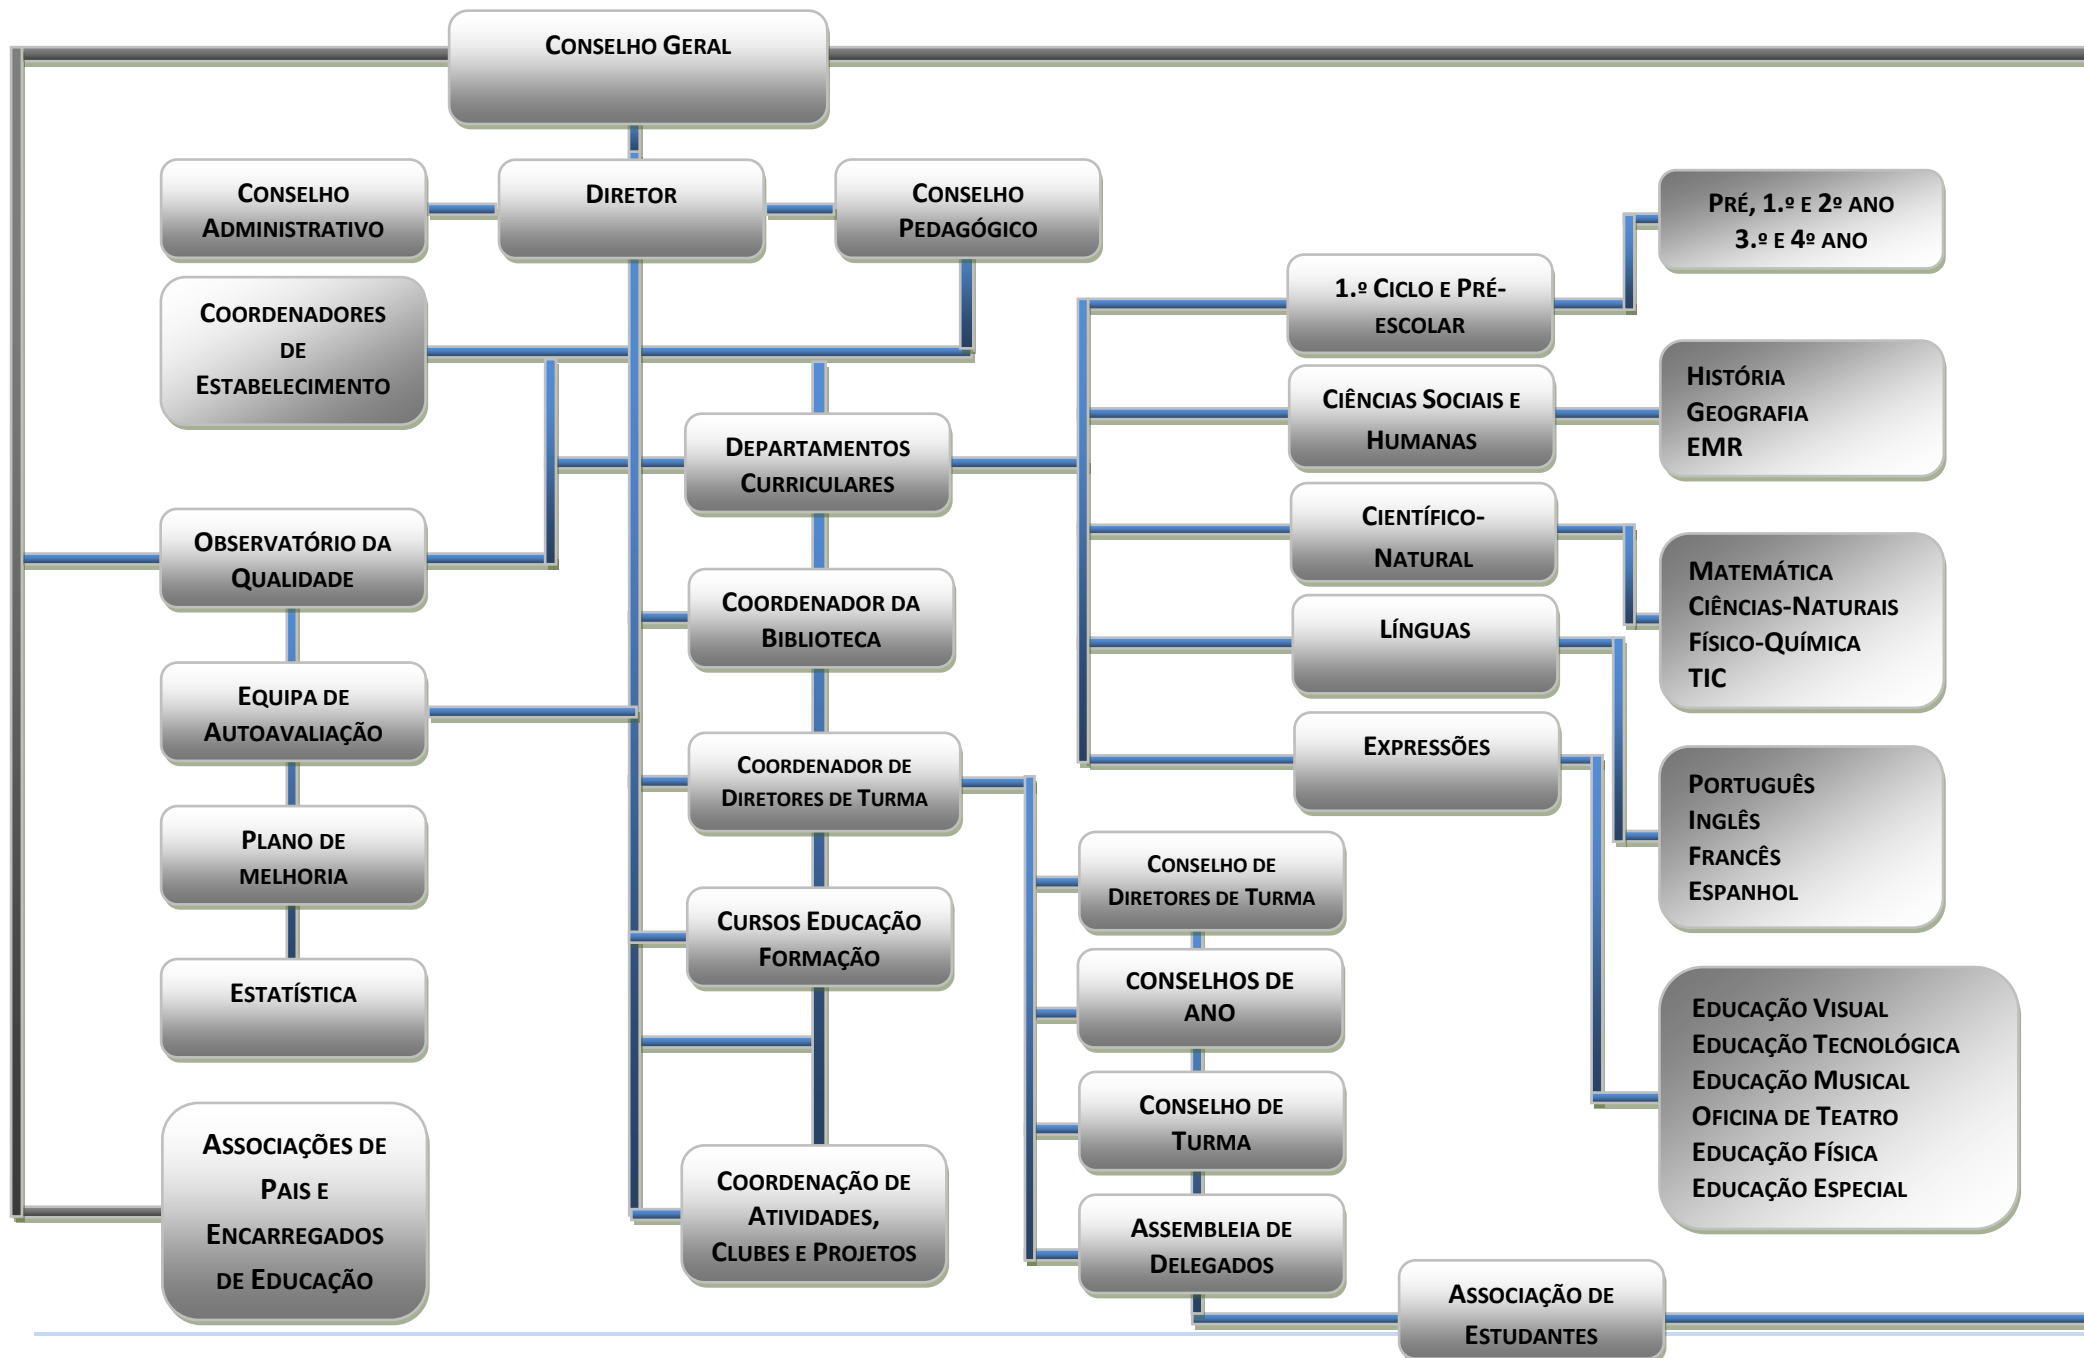 CONSELHO GERAL
CONSELHO
ADMINISTRATIVO
DIRETOR
CONSELHO
PEDAGÓGICO
PRÉ, 1.º E 2º ANO
3.º E 4º ANO
COORDENADORES
DE
ESTABELECIMENTO
1.º CICLO E PRÉ-
ESCOLAR
CIÊNCIAS SOCIAIS E
HUMANAS
HISTÓRIA
GEOGRAFIA
EMR
DEPARTAMENTOS
CURRICULARES
CIENTÍFICO-
NATURAL
OBSERVATÓRIO DA
QUALIDADE
MATEMÁTICA
CIÊNCIAS-NATURAIS
FÍSICO-QUÍMICA
TIC
COORDENADOR DA
BIBLIOTECA
LÍNGUAS
EQUIPA DE
AUTOAVALIAÇÃO
EXPRESSÕES
COORDENADOR DE
DIRETORES DE TURMA
PORTUGUÊS
INGLÊS
FRANCÊS
ESPANHOL
PLANO DE
MELHORIA
CONSELHO DE
DIRETORES DE TURMA
CURSOS EDUCAÇÃO
FORMAÇÃO
CONSELHOS DE
ANO
ESTATÍSTICA
EDUCAÇÃO VISUAL
EDUCAÇÃO TECNOLÓGICA
EDUCAÇÃO MUSICAL
OFICINA DE TEATRO
EDUCAÇÃO FÍSICA
EDUCAÇÃO ESPECIAL
CONSELHO DE
TURMA
ASSOCIAÇÕES DE
PAIS E
ENCARREGADOS
DE EDUCAÇÃO
COORDENAÇÃO DE
ATIVIDADES,
CLUBES E PROJETOS
ASSEMBLEIA DE
DELEGADOS
ASSOCIAÇÃO DE
ESTUDANTES